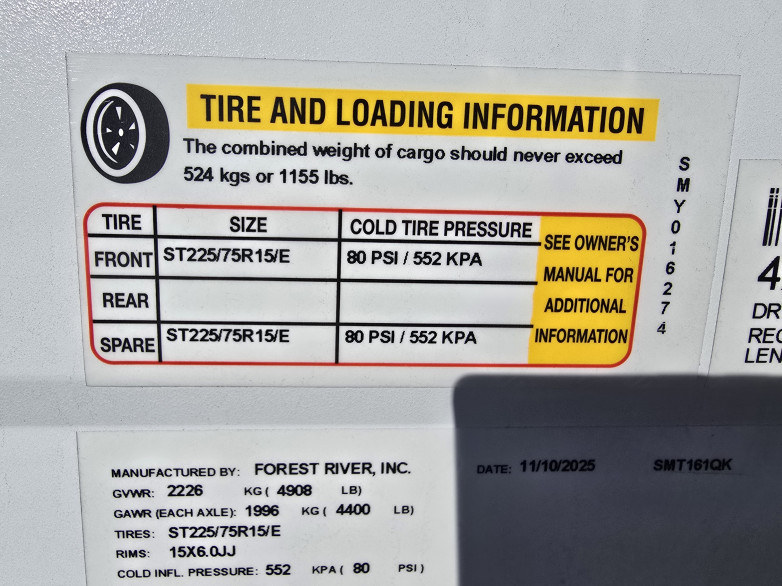 TIRE AND LOADING INFORMATION
The combined weight of cargo should never exceed
524 kgs or 1155 lbs.
TIRE SIZE COLD TIRE PRESSURE
SEE OWNER'S
MANUAL FOR
ADDITIONAL
INFORMATION
FRONT ST225/75R15/E 80 PSI / 552 KPA
REAR
SPARE ST225/75R15/E 80 PSI / 552 KPA
SMY016274
DR
REC
LEN
MANUFACTURED BY: FOREST RIVER, INC. DATE: 11/10/2025 SMT161QK
GVWR: 2226 KG ( 4908 LB)
GAWR (EACH AXLE): 1996 KG ( 4400 LB)
TIRES: ST225/75R15/E
RIMS: 15X6.0JJ
COLD INFL. PRESSURE: 552 KPA ( 80 PSI )